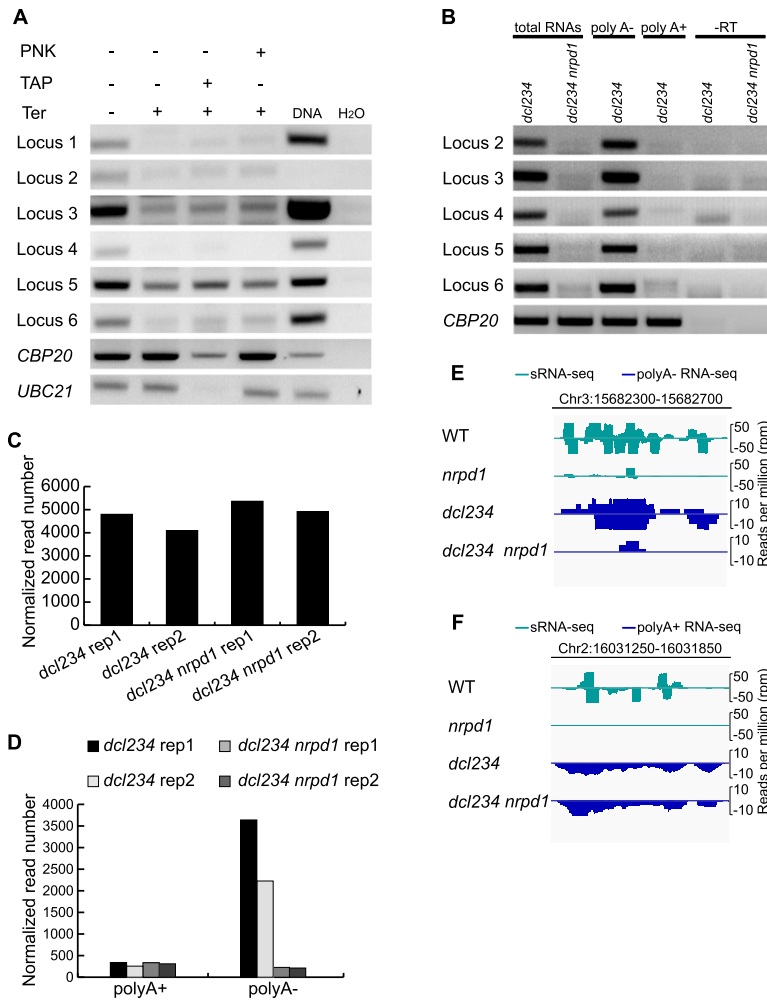 A
PNK - - - +
TAP - - + -
Ter - + + + DNA H2O
Locus 1
Locus 2
Locus 3
Locus 4
Locus 5
Locus 6
CBP20
UBC21
B
total RNAs poly A- poly A+ -RT
dcl234 dcl234 nrpd1 dcl234 dcl234 dcl234 dcl234 nrpd1
Locus 2
Locus 3
Locus 4
Locus 5
Locus 6
CBP20
C
Normalized read number
6000
5000
4000
3000
2000
1000
0
dcl234 rep1
dcl234 rep2
dcl234 nrpd1 rep1
dcl234 nrpd1 rep2
D
dcl234 rep1 dcl234 nrpd1 rep1
dcl234 rep2 dcl234 nrpd1 rep2
Normalized read number
4000
3500
3000
2500
2000
1500
1000
500
0
polyA+ polyA-
E
sRNA-seq polyA- RNA-seq
Chr3:15682300-15682700
WT 50 -50
nrpd1 50 -50
dcl234 10 -10
dcl234 nrpd1 10 -10
Reads per million (rpm)
F
sRNA-seq polyA+ RNA-seq
Chr2:16031250-16031850
WT 50 -50
nrpd1 50 -50
dcl234 10 -10
dcl234 nrpd1 10 -10
Reads per million (rpm)